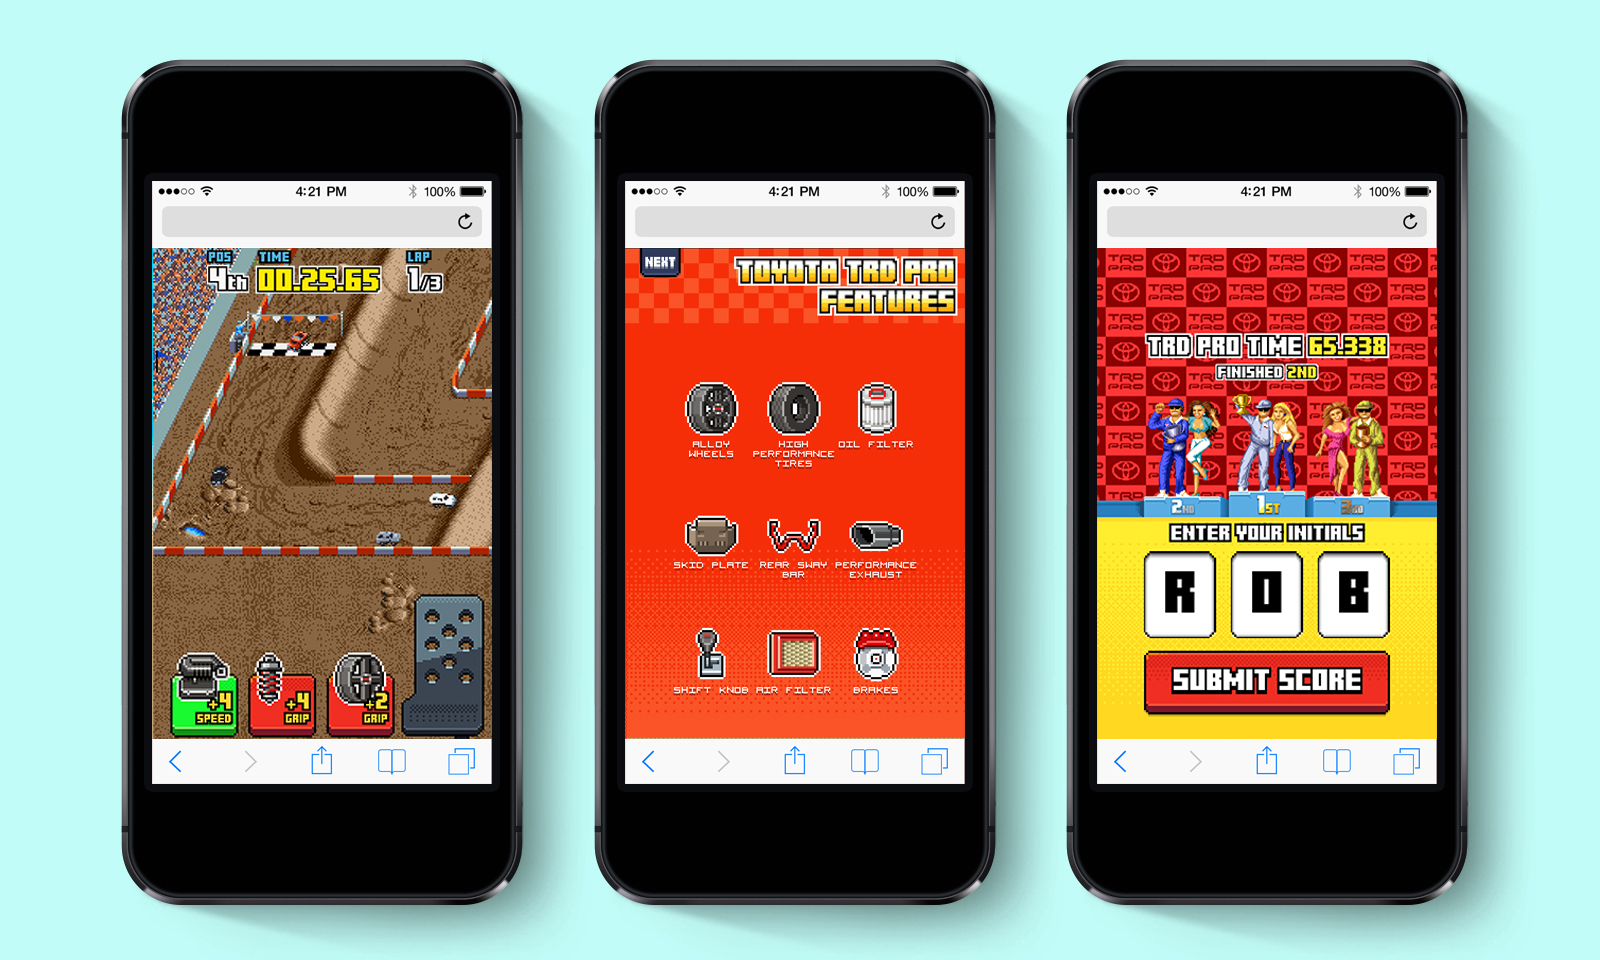 4:21 PM 100%
POS TIME LAP
4th 00.25.65 1/3
+4 SPEED
+4 GRIP
+2 GRIP
4:21 PM 100%
NEXT
TOYOTA TRD PRO
FEATURES
ALLOY
WHEELS
HIGH
PERFORMANCE
TIRES
OIL FILTER
SKID PLATE
REAR SWAY
BAR
PERFORMANCE
EXHAUST
SHIFT KNOB
AIR FILTER
BRAKES
4:21 PM 100%
TRD PRO
TRD PRO TIME 65.338
FINISHED 2ND
2ND 1ST 3RD
ENTER YOUR INITIALS
R O B
SUBMIT SCORE